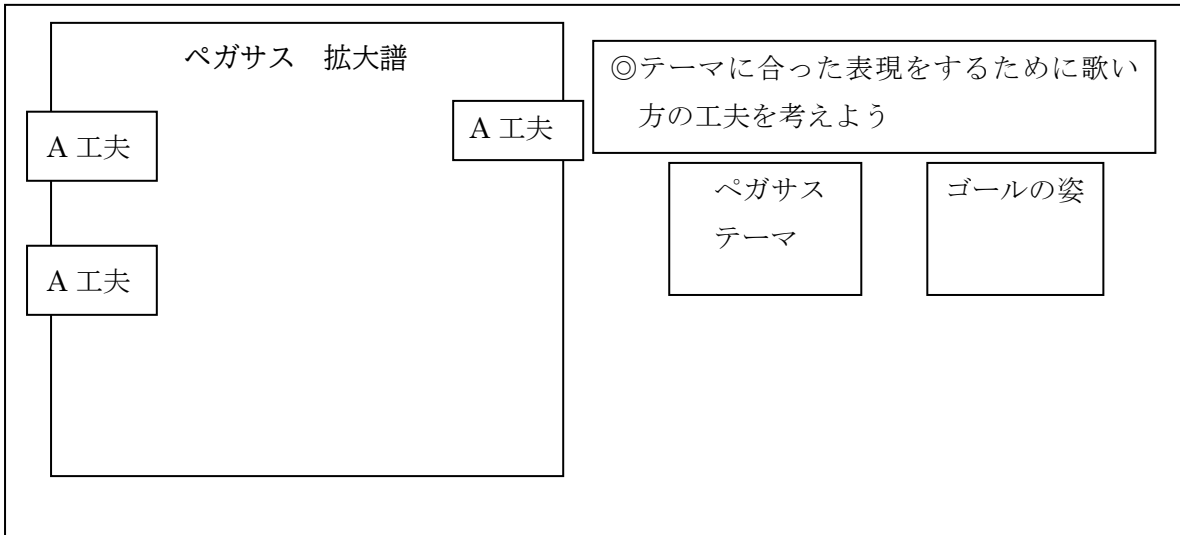 ペガサス　拡大譜
A 工夫
A 工夫
A 工夫
◎テーマに合った表現をするために歌い
方の工夫を考えよう
ペガサス
テーマ
ゴールの姿